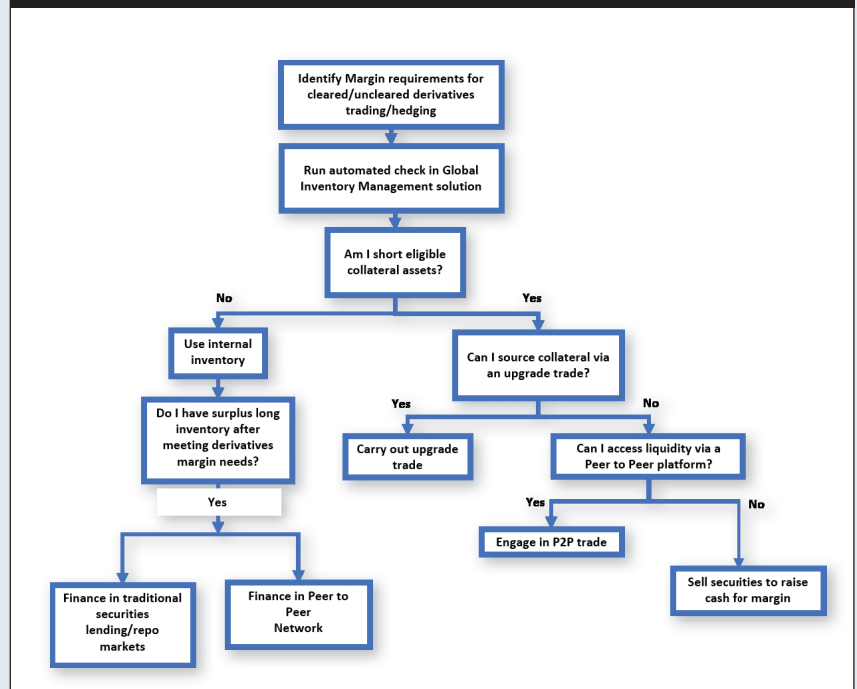 Identify Margin requirements for
cleared/uncleared derivatives
trading/hedging
Run automated check in Global
Inventory Management solution
Am I short eligible
collateral assets?
No
Yes
Use internal
inventory
Can I source collateral via
an upgrade trade?
Do I have surplus long
inventory after
meeting derivatives
margin needs?
Yes
No
Carry out upgrade
trade
Can I access liquidity via a
Peer to Peer platform?
Yes
Yes
No
Engage in P2P trade
Sell securities to raise
cash for margin
Finance in traditional
securities
lending/repo
markets
Finance in Peer to
Peer
Network